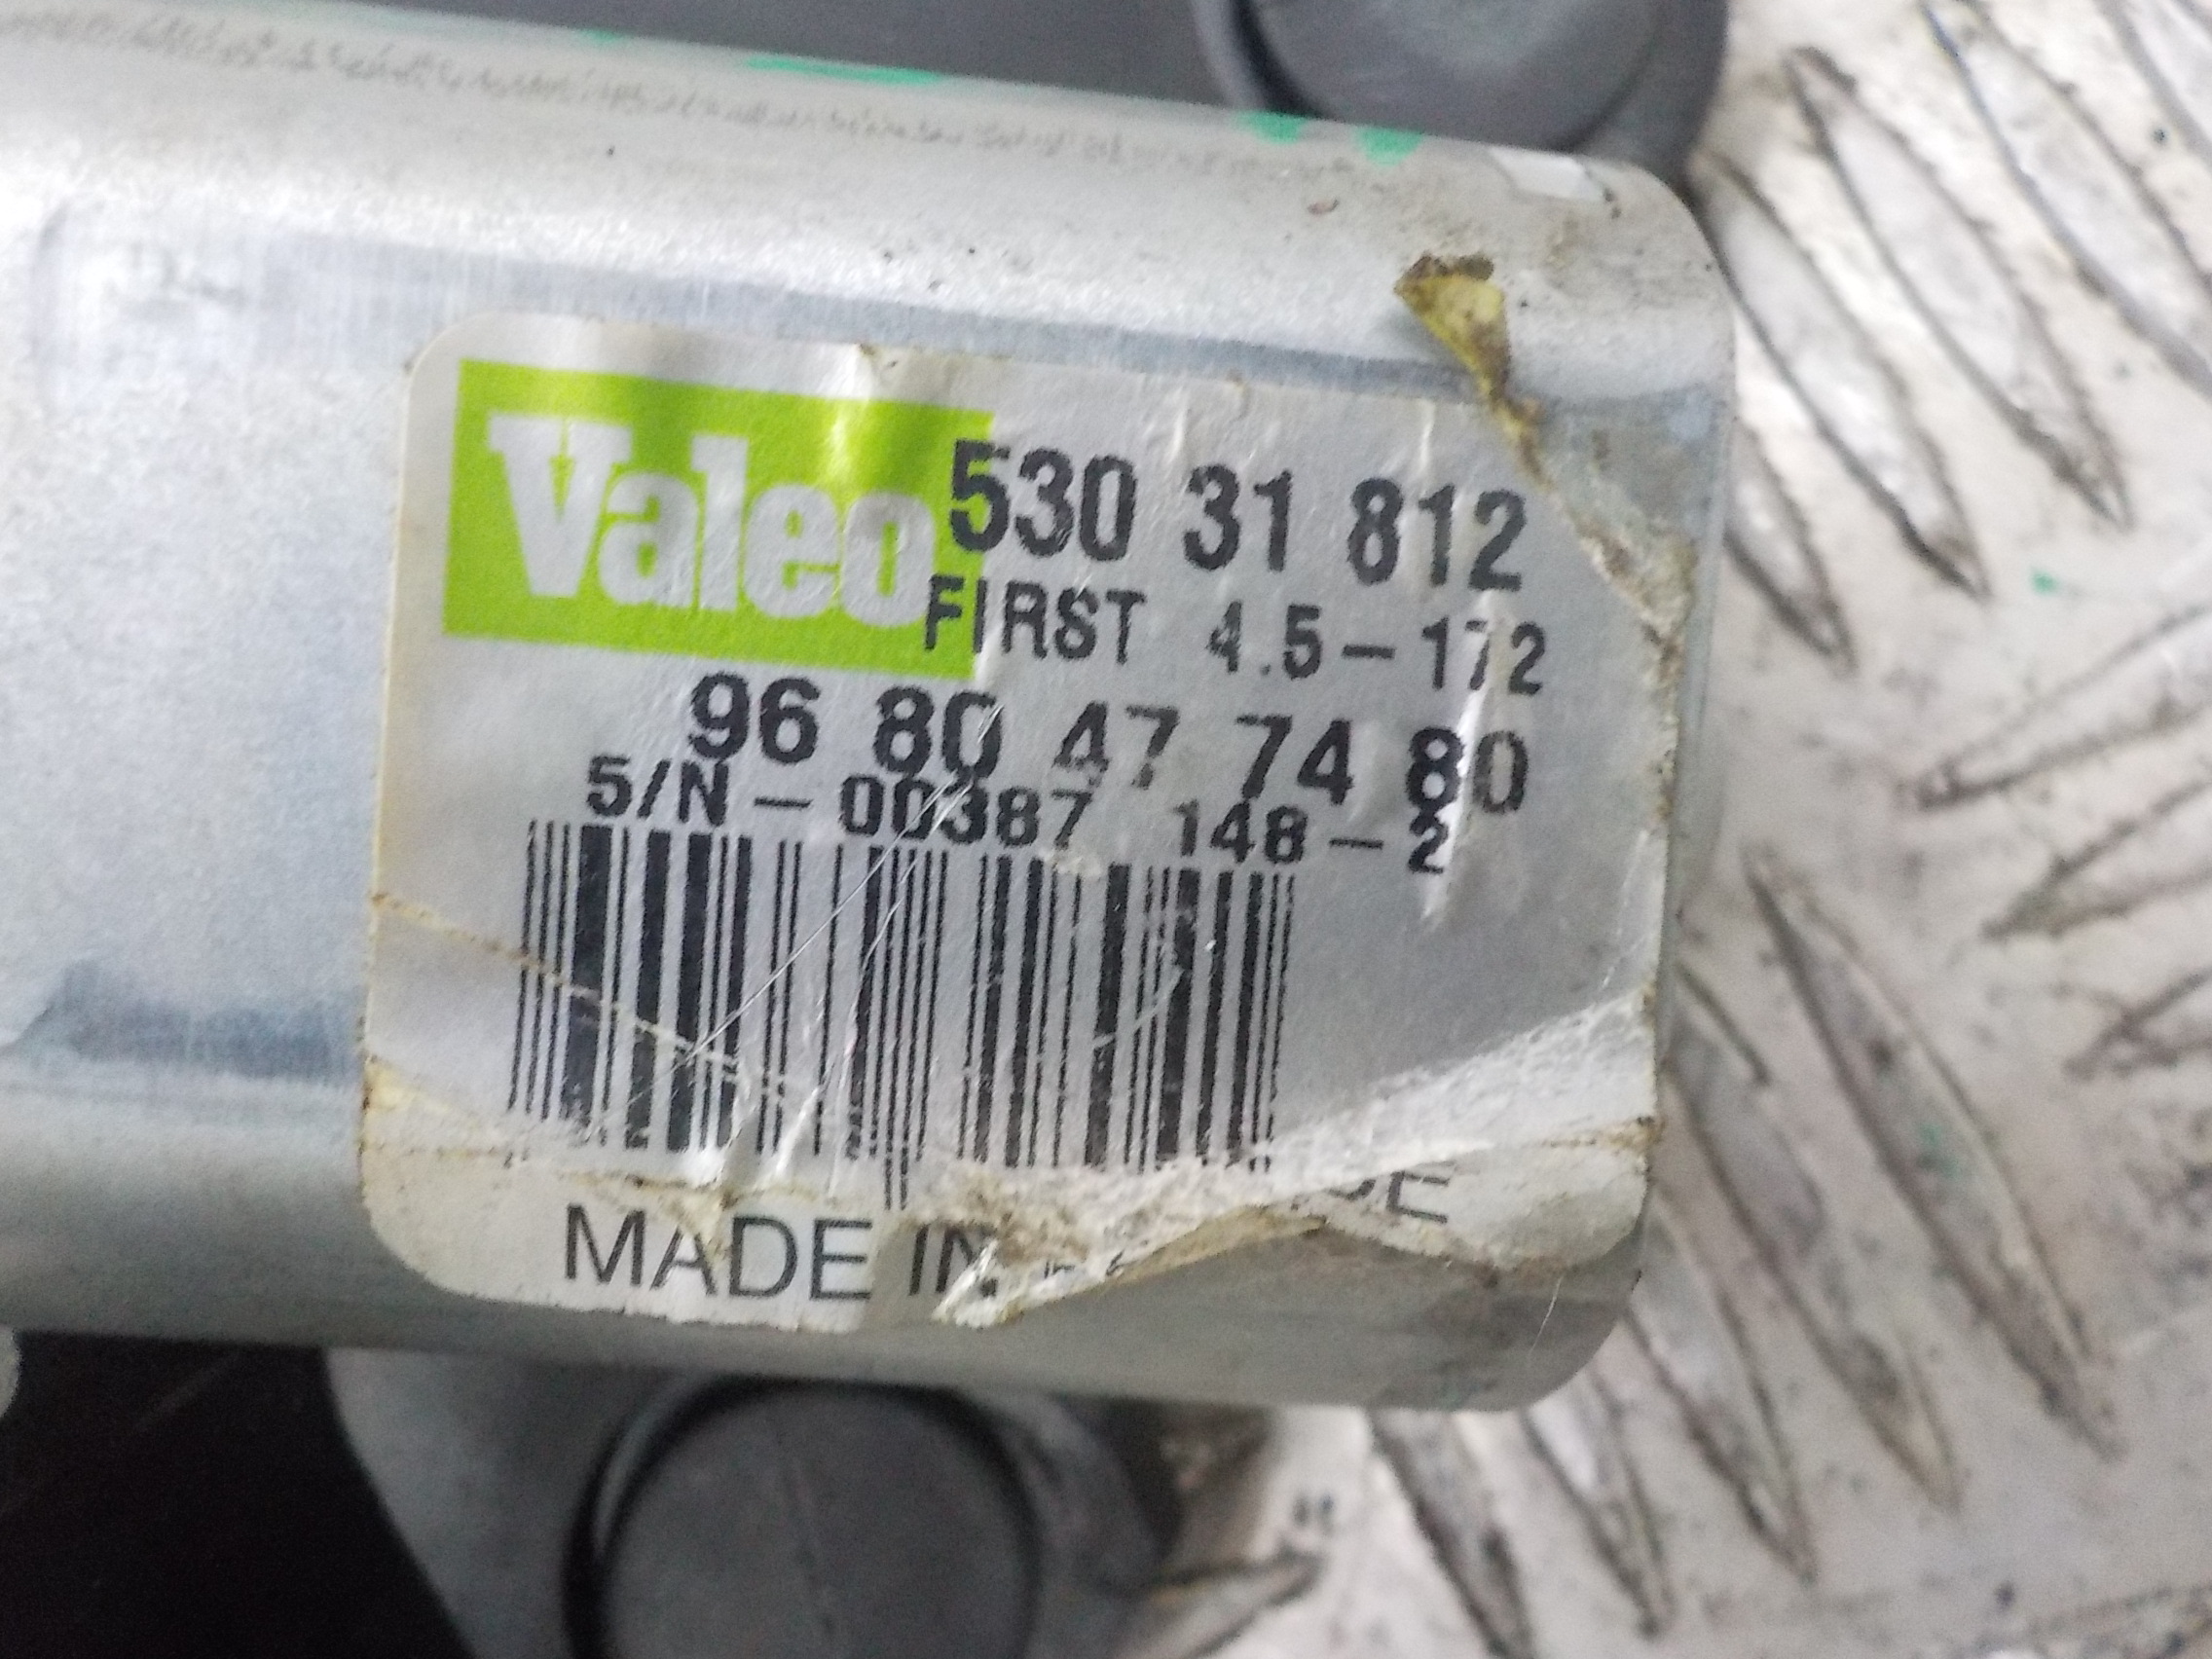 Valeo
530 31 812
FIRST 4.5-172
96 80 47 74 80
S/N-00387 148-2
MADE IN